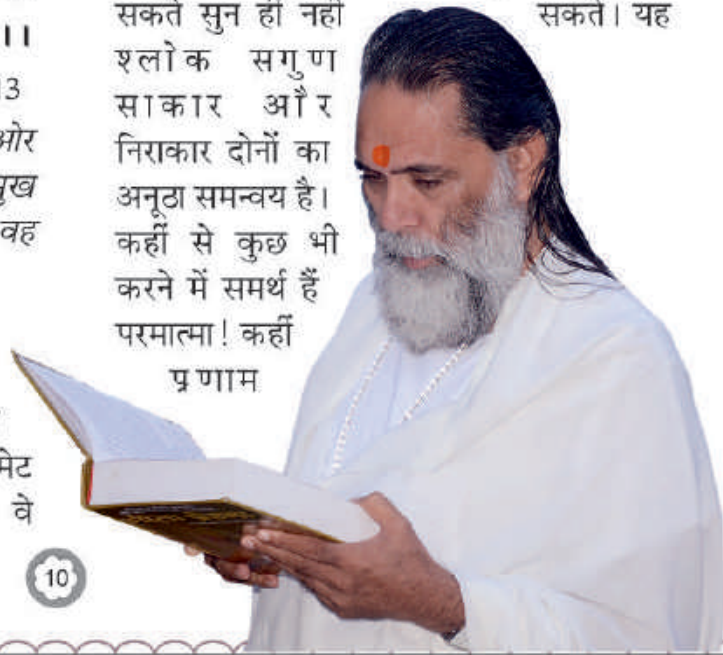 ।।
13
ओर
मुख
वह
मेट
वे
10
सकते सुन ही नहीं
श्लोक सगुण
साकार और
निराकार दोनों का
अनूठा समन्वय है।
कहीं से कुछ भी
करने में समर्थ हैं
परमात्मा! कहीं
प्रणाम
सकते। यह